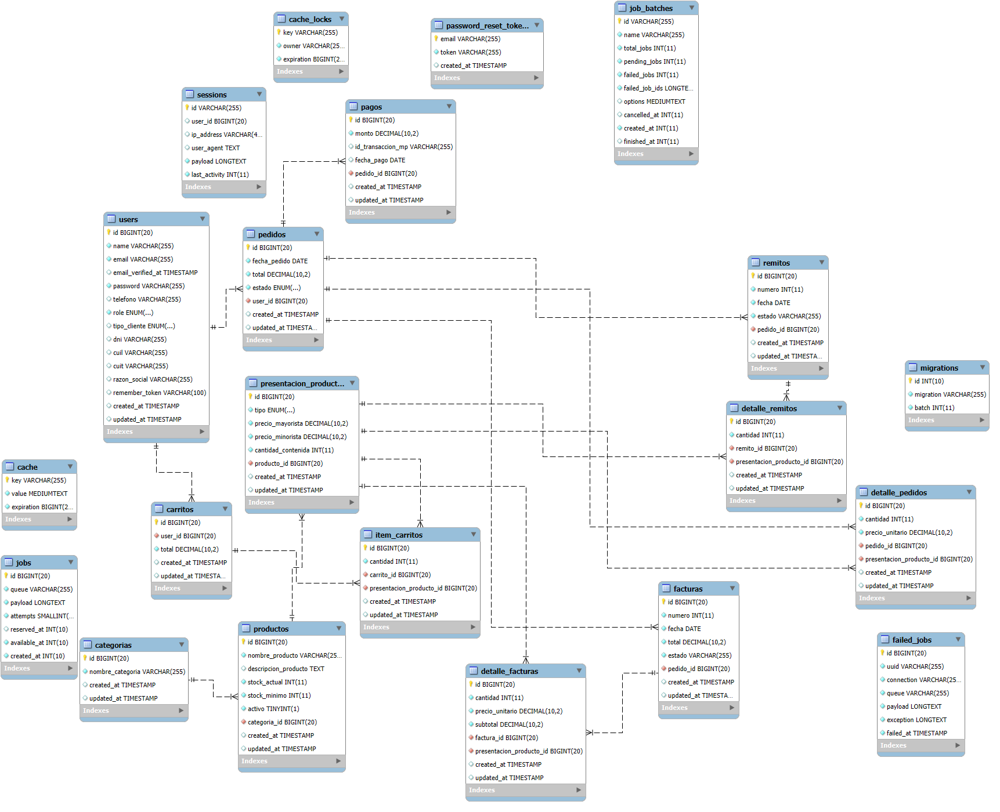 cache_locks
key VARCHAR(255)
owner VARCHAR(25...
expiration BIGINT(2...
Indexes
password_reset_toke...
email VARCHAR(255)
token VARCHAR(255)
created_at TIMESTAMP
Indexes
job_batches
id VARCHAR(255)
name VARCHAR(255)
total_jobs INT(11)
pending_jobs INT(11)
failed_jobs INT(11)
failed_job_ids LONGTE...
options MEDIUMTEXT
cancelled_at INT(11)
created_at INT(11)
finished_at INT(11)
Indexes
sessions
id VARCHAR(255)
user_id BIGINT(20)
ip_address VARCHAR(4...
user_agent TEXT
payload LONGTEXT
last_activity INT(11)
Indexes
pagos
id BIGINT(20)
monto DECIMAL(10,2)
id_transaccion_mp VARCHAR(255)
fecha_pago DATE
pedido_id BIGINT(20)
created_at TIMESTAMP
updated_at TIMESTAMP
Indexes
users
id BIGINT(20)
name VARCHAR(255)
email VARCHAR(255)
email_verified_at TIMESTAMP
password VARCHAR(255)
telefono VARCHAR(255)
role ENUM(...)
tipo_cliente ENUM(...)
dni VARCHAR(255)
cuil VARCHAR(255)
cuit VARCHAR(255)
razon_social VARCHAR(255)
remember_token VARCHAR(100)
created_at TIMESTAMP
updated_at TIMESTAMP
Indexes
pedidos
id BIGINT(20)
fecha_pedido DATE
total DECIMAL(10,2)
estado ENUM(...)
user_id BIGINT(20)
created_at TIMESTAMP
updated_at TIMESTA...
Indexes
remitos
id BIGINT(20)
numero INT(11)
fecha DATE
estado VARCHAR(255)
pedido_id BIGINT(20)
created_at TIMESTAMP
updated_at TIMESTA...
Indexes
migrations
id INT(10)
migration VARCHAR(255)
batch INT(11)
Indexes
presentacion_product...
id BIGINT(20)
tipo ENUM(...)
precio_mayorista DECIMAL(10,2)
precio_minorista DECIMAL(10,2)
cantidad_contenida INT(11)
producto_id BIGINT(20)
created_at TIMESTAMP
updated_at TIMESTAMP
Indexes
detalle_remitos
id BIGINT(20)
cantidad INT(11)
remito_id BIGINT(20)
presentacion_producto_id BIGINT(20)
created_at TIMESTAMP
updated_at TIMESTAMP
Indexes
cache
key VARCHAR(255)
value MEDIUMTEXT
expiration BIGINT(2...
Indexes
carritos
id BIGINT(20)
user_id BIGINT(20)
total DECIMAL(10,2)
created_at TIMESTAMP
updated_at TIMESTA...
Indexes
detalle_pedidos
id BIGINT(20)
cantidad INT(11)
precio_unitario DECIMAL(10,2)
pedido_id BIGINT(20)
presentacion_producto_id BIGINT(20)
created_at TIMESTAMP
updated_at TIMESTAMP
Indexes
item_carritos
id BIGINT(20)
cantidad INT(11)
carrito_id BIGINT(20)
presentacion_producto_id BIGINT(20)
created_at TIMESTAMP
updated_at TIMESTAMP
Indexes
jobs
id BIGINT(20)
queue VARCHAR(255)
payload LONGTEXT
attempts SMALLINT(...
reserved_at INT(10)
available_at INT(10)
created_at INT(10)
Indexes
facturas
id BIGINT(20)
numero INT(11)
fecha DATE
total DECIMAL(10,2)
estado VARCHAR(255)
pedido_id BIGINT(20)
created_at TIMESTAMP
updated_at TIMESTA...
Indexes
productos
id BIGINT(20)
nombre_producto VARCHAR(25...
descripcion_producto TEXT
stock_actual INT(11)
stock_minimo INT(11)
activo TINYINT(1)
categoria_id BIGINT(20)
created_at TIMESTAMP
updated_at TIMESTAMP
Indexes
categorias
id BIGINT(20)
nombre_categoria VARCHAR(255)
created_at TIMESTAMP
updated_at TIMESTAMP
Indexes
failed_jobs
id BIGINT(20)
uuid VARCHAR(255)
connection VARCHAR(25...
queue VARCHAR(255)
payload LONGTEXT
exception LONGTEXT
failed_at TIMESTAMP
Indexes
detalle_facturas
id BIGINT(20)
cantidad INT(11)
precio_unitario DECIMAL(10,2)
subtotal DECIMAL(10,2)
factura_id BIGINT(20)
presentacion_producto_id BIGINT(20)
created_at TIMESTAMP
updated_at TIMESTAMP
Indexes